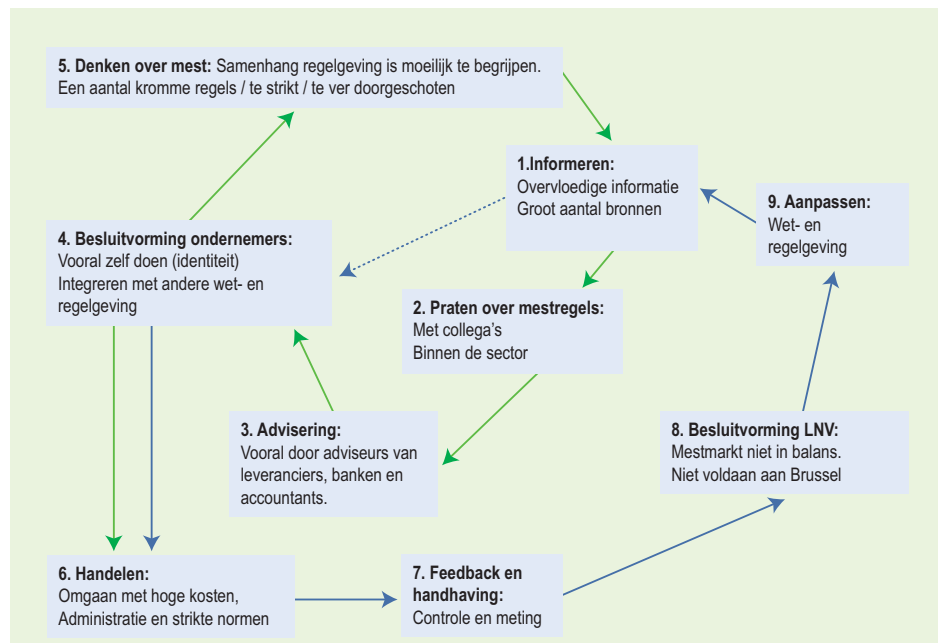 5. Denken over mest: Samenhang regelgeving is moeilijk te begrijpen.
Een aantal kromme regels / te strikt / te ver doorgeschoten
1.Informeren:
Overvloedige informatie
Groot aantal bronnen
9. Aanpassen:
Wet- en
regelgeving
4. Besluitvorming ondernemers:
Vooral zelf doen (identiteit)
Integreren met andere wet- en
regelgeving
2. Praten over mestregels:
Met collega's
Binnen de sector
3. Advisering:
Vooral door adviseurs van
leveranciers, banken en
accountants.
8. Besluitvorming LNV:
Mestmarkt niet in balans.
Niet voldaan aan Brussel
6. Handelen:
Omgaan met hoge kosten,
Administratie en strikte normen
7. Feedback en
handhaving:
Controle en meting